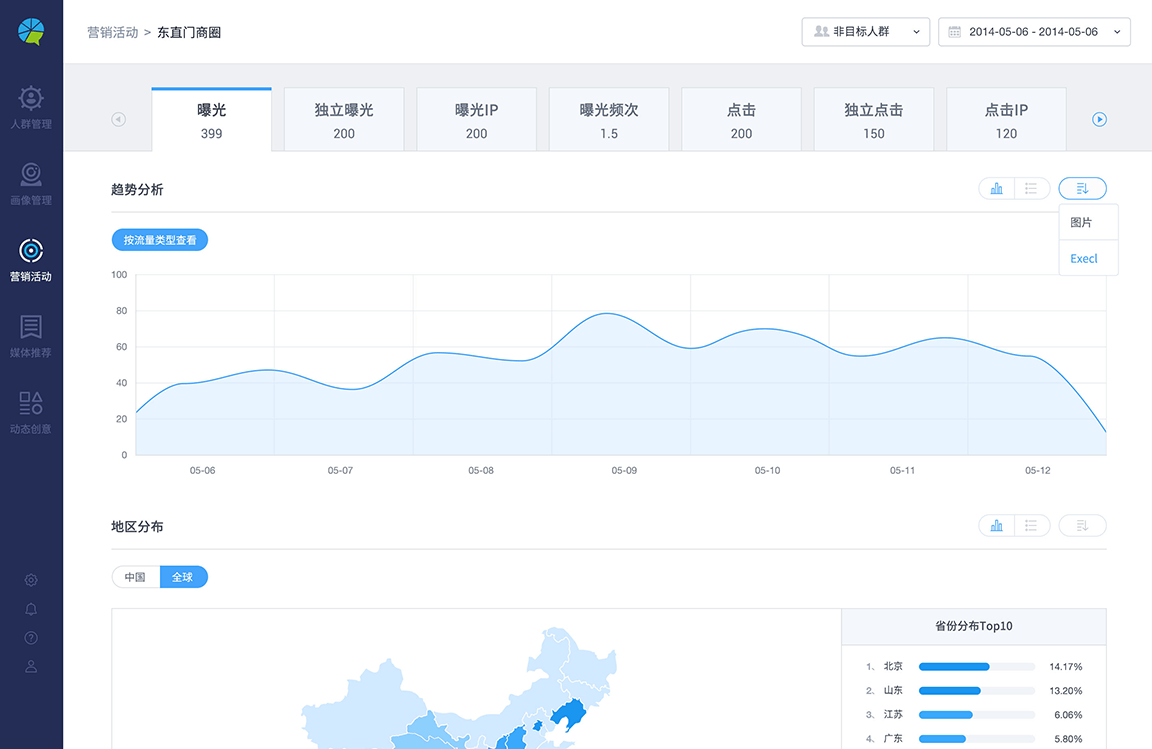 营销活动 > 东直门商圈
非目标人群
2014-05-06 - 2014-05-06
人群管理
画像管理
营销活动
媒体推荐
动态创意
曝光
399
独立曝光
200
曝光IP
200
曝光频次
1.5
点击
200
独立点击
150
点击IP
120
趋势分析
图片
Execl
按流量类型查看
100
80
60
40
20
0
05-06
05-07
05-08
05-09
05-10
05-11
05-12
地区分布
中国
全球
省份分布Top10
1、 北京 14.17%
2、 山东 13.20%
3、 江苏 6.06%
4、 广东 5.80%